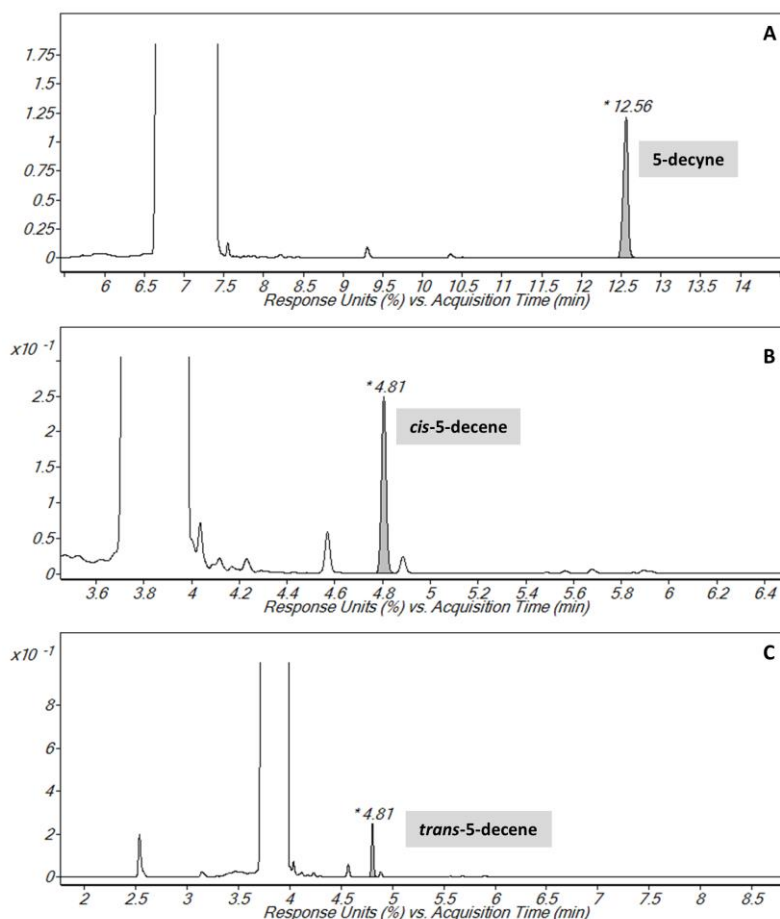 A
1.75
1.5
* 12.56
1.25
5-decyne
1
0.75
0.5
0.25
0
6 6.5 7 7.5 8 8.5 9 9.5 10 10.5 11 11.5 12 12.5 13 13.5 14
Response Units (%) vs. Acquisition Time (min)
x10 -1
B
* 4.81
2.5
cis-5-decene
2
1.5
1
0.5
0
3.6 3.8 4 4.2 4.4 4.6 4.8 5 5.2 5.4 5.6 5.8 6 6.2 6.4
Response Units (%) vs. Acquisition Time (min)
x10 -1
C
8
6
4
* 4.81
trans-5-decene
2
0
2 2.5 3 3.5 4 4.5 5 5.5 6 6.5 7 7.5 8 8.5
Response Units (%) vs. Acquisition Time (min)